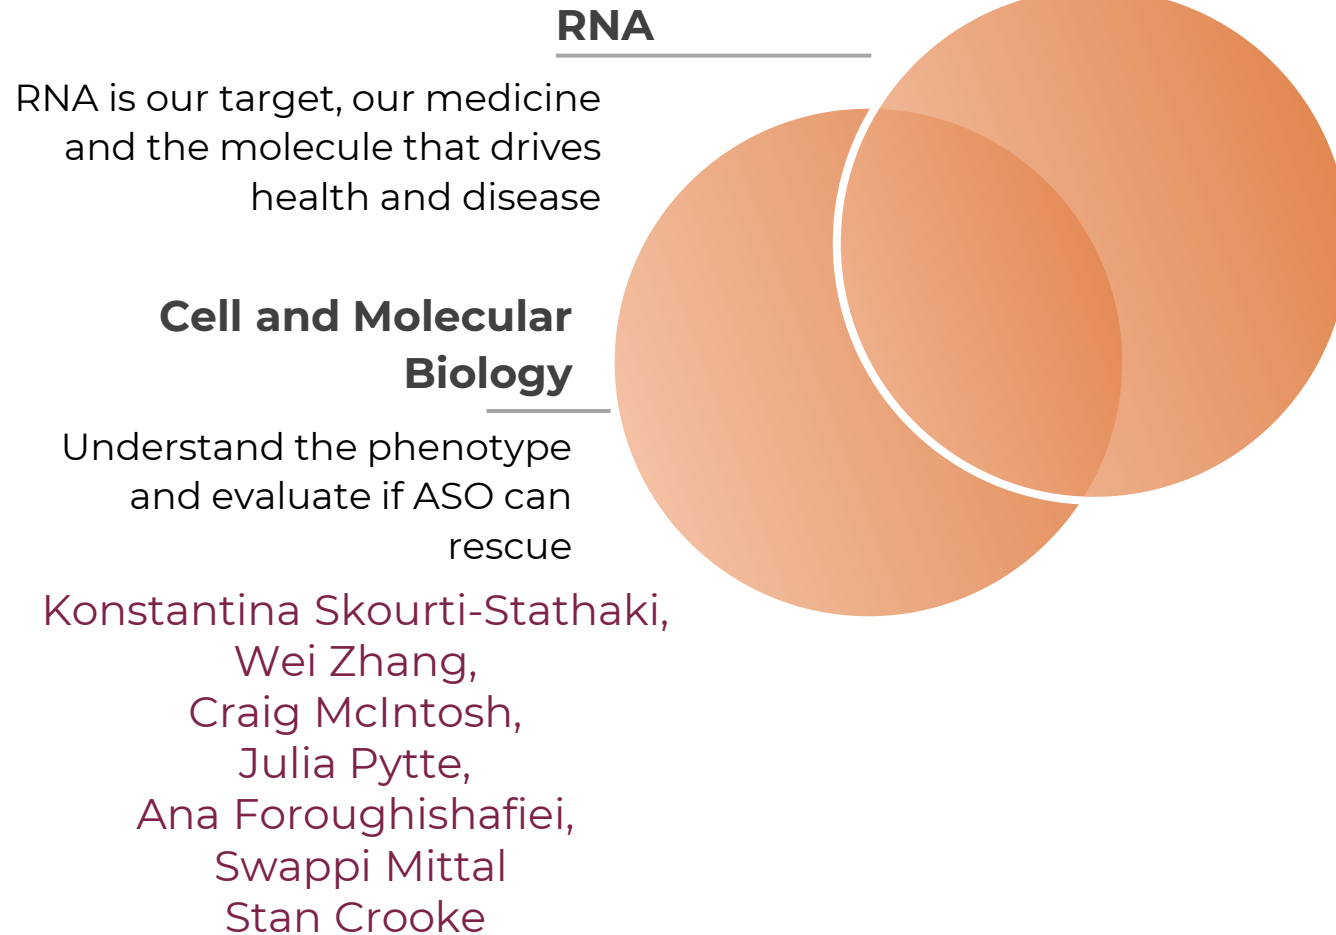 RNA
RNA is our target, our medicine
and the molecule that drives
health and disease
Cell and Molecular
Biology
Understand the phenotype
and evaluate if ASO can
rescue
Konstantina Skourti-Stathaki,
Wei Zhang,
Craig McIntosh,
Julia Pytte,
Ana Foroughishafiei,
Swappi Mittal
Stan Crooke